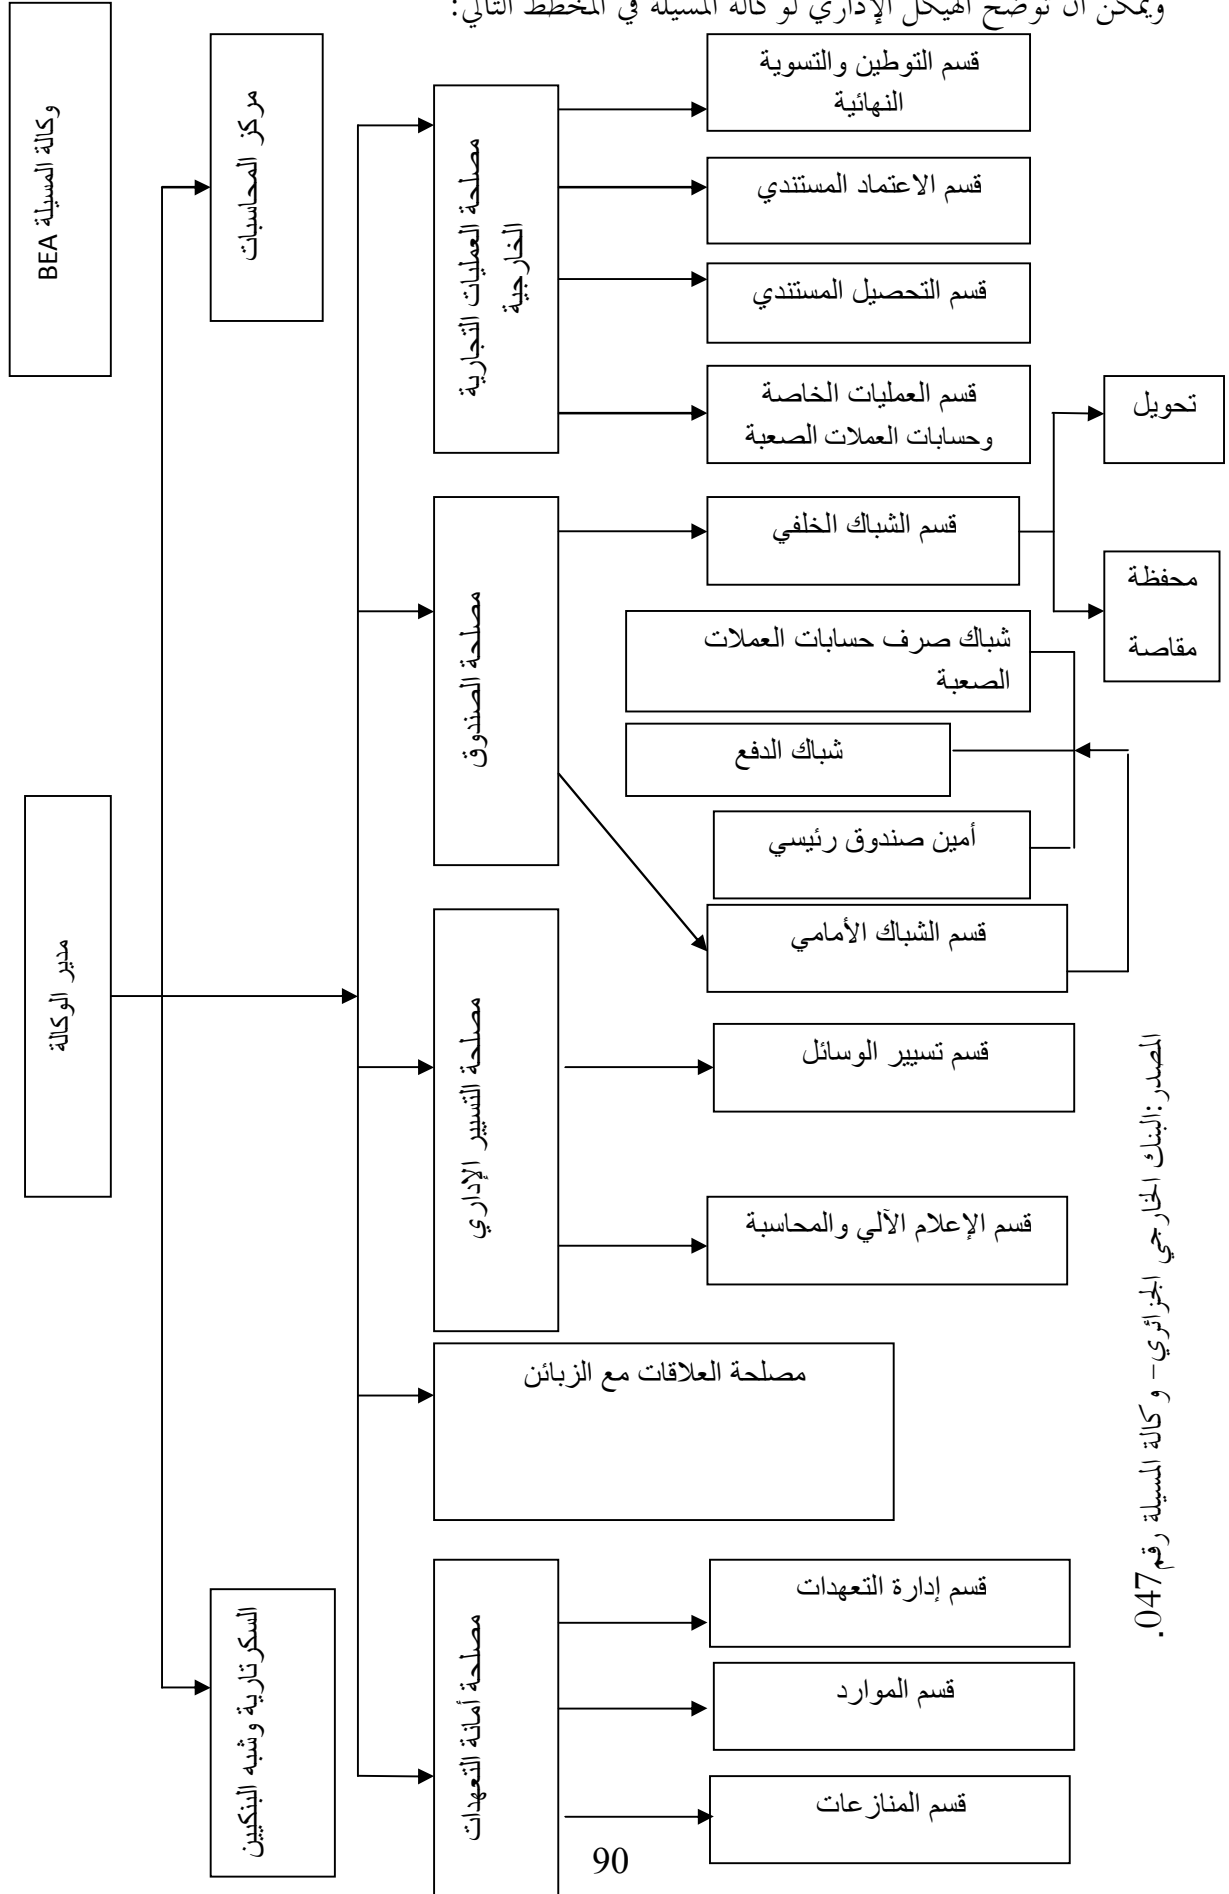 ويمكن أن نوضح الهيكل الإداري لوكالة المسيلة في المخطط التالي:
وكالة المسيلة BEA
مدير الوكالة
مركز المحاسبات
السكرتارية وشبه البنكيين
مصلحة العمليات التجارية
الخارجية
قسم التوطين والتسوية
النهائية
قسم الاعتماد المستندي
قسم التحصيل المستندي
قسم العمليات الخاصة
وحسابات العملات الصعبة
مصلحة الصندوق
قسم الشباك الخلفي
تحويل
محفظة
مقاصة
شباك صرف حسابات العملات
الصعبة
شباك الدفع
أمين صندوق رئيسي
قسم الشباك الأمامي
مصلحة التسيير الإداري
قسم تسيير الوسائل
قسم الإعلام الآلي والمحاسبة
مصلحة العلاقات مع الزبائن
مصلحة أمانة التعهدات
قسم إدارة التعهدات
قسم الموارد
قسم المنازعات
المصدر:البنك الخارجي الجزائري- وكالة المسيلة رقم047.
90